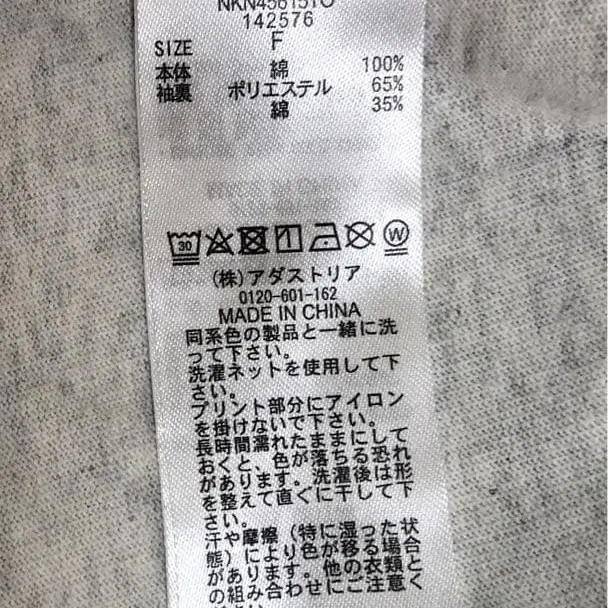 NKN4561510
142576
SIZE F
本体 綿 100%
袖裏 ポリエステル 65%
綿 35%
30 W
(株)アダストリア
0120-601-162
MADE IN CHINA
同系色の製品と一緒に洗
って下さい。
洗濯ネットを使用して下
さい。
プリント部分にアイロン
を掛けないで下さい。
長時間濡れたままにして
おくと、色が落ちる恐れ
があります。洗濯後は形
を整えて直ぐに干して下
さい。
汗や摩擦(特に湿った状
態)により色が移る場合
があります。他の衣類と
の組み合わせにご注意く